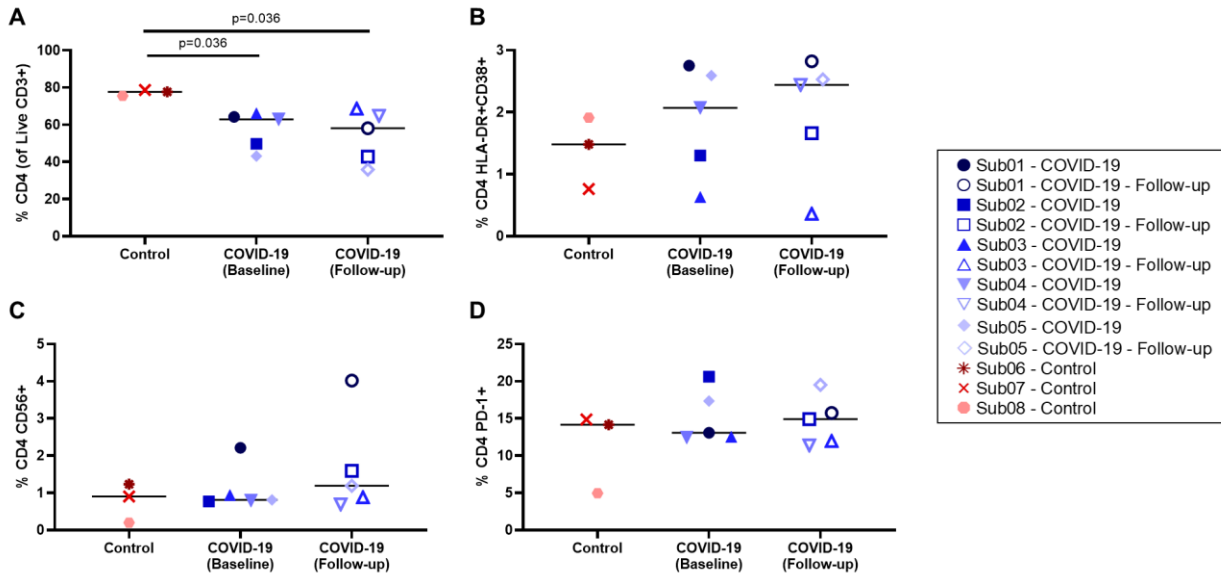 A
p=0.036
p=0.036
% CD4 (of Live CD3+)
100
80
60
40
20
0
Control
COVID-19
(Baseline)
COVID-19
(Follow-up)
B
% CD4 HLA-DR+CD38+
3
2
1
0
Control
COVID-19
(Baseline)
COVID-19
(Follow-up)
C
% CD4 CD56+
5
4
3
2
1
0
Control
COVID-19
(Baseline)
COVID-19
(Follow-up)
D
% CD4 PD-1+
25
20
15
10
5
0
Control
COVID-19
(Baseline)
COVID-19
(Follow-up)
Sub01 - COVID-19
Sub01 - COVID-19 - Follow-up
Sub02 - COVID-19
Sub02 - COVID-19 - Follow-up
Sub03 - COVID-19
Sub03 - COVID-19 - Follow-up
Sub04 - COVID-19
Sub04 - COVID-19 - Follow-up
Sub05 - COVID-19
Sub05 - COVID-19 - Follow-up
Sub06 - Control
Sub07 - Control
Sub08 - Control